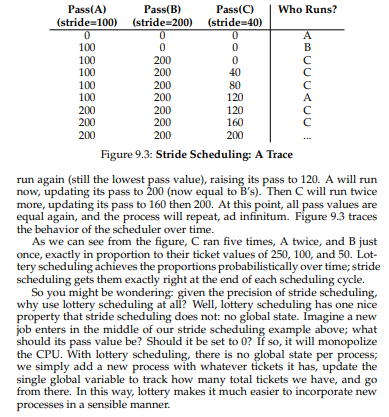 Pass(A) Pass(B) Pass(C) Who Runs?
(stride=100) (stride=200) (stride=40)
0 0 0 A
100 0 0 B
100 200 0 C
100 200 40 C
100 200 80 C
100 200 120 A
200 200 120 C
200 200 160 C
200 200 200 ...
Figure 9.3: Stride Scheduling: A Trace
run again (still the lowest pass value), raising its pass to 120. A will run
now, updating its pass to 200 (now equal to B's). Then C will run twice
more, updating its pass to 160 then 200. At this point, all pass values are
equal again, and the process will repeat, ad infinitum. Figure 9.3 traces
the behavior of the scheduler over time.
As we can see from the figure, C ran five times, A twice, and B just
once, exactly in proportion to their ticket values of 250, 100, and 50. Lot-
tery scheduling achieves the proportions probabilistically over time; stride
scheduling gets them exactly right at the end of each scheduling cycle.
So you might be wondering: given the precision of stride scheduling,
why use lottery scheduling at all? Well, lottery scheduling has one nice
property that stride scheduling does not: no global state. Imagine a new
job enters in the middle of our stride scheduling example above; what
should its pass value be? Should it be set to 0? If so, it will monopolize
the CPU. With lottery scheduling, there is no global state per process;
we simply add a new process with whatever tickets it has, update the
single global variable to track how many total tickets we have, and go
from there. In this way, lottery makes it much easier to incorporate new
processes in a sensible manner.